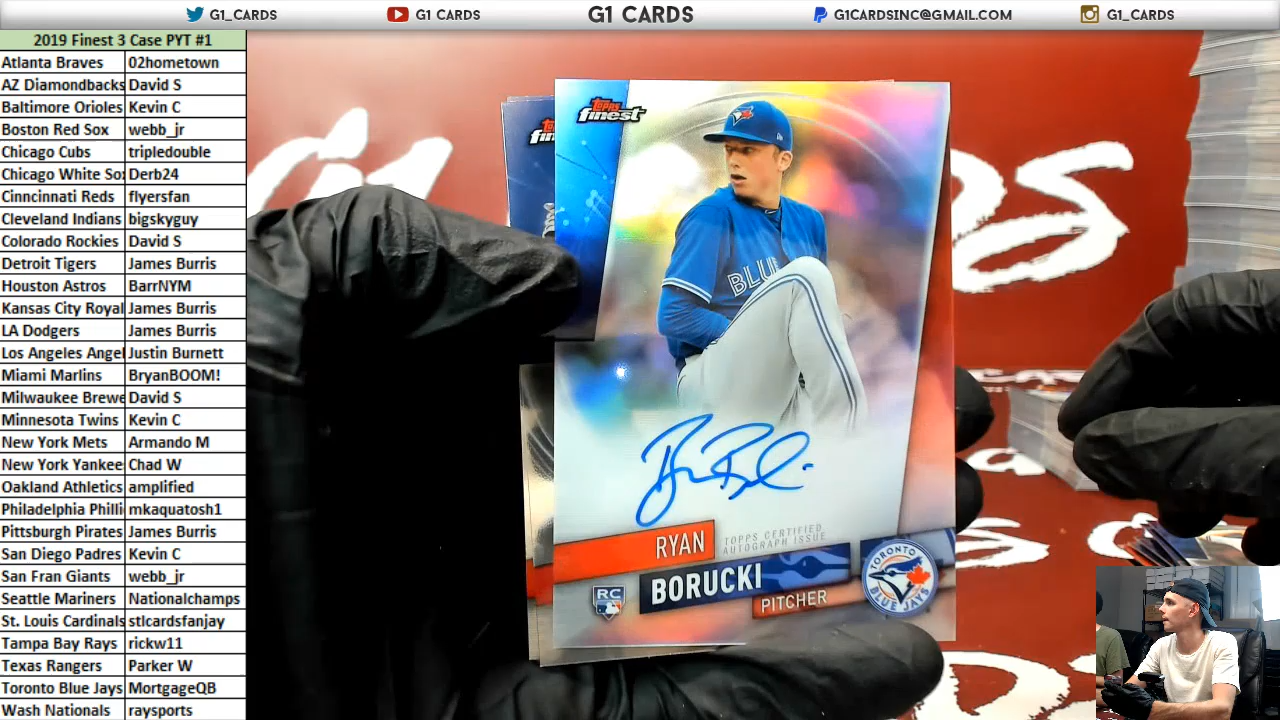 G1_CARDS
G1 CARDS
G1 CARDS
G1CARDSINC@GMAIL.COM
G1_CARDS
2019 Finest 3 Case PYT #1
Atlanta Braves 02hometown
AZ Diamondbacks David S
Baltimore Orioles Kevin C
Boston Red Sox webb_jr
Chicago Cubs tripledouble
Chicago White Sox Derb24
Cinncinati Reds flyersfan
Cleveland Indians bigskyguy
Colorado Rockies David S
Detroit Tigers James Burris
Houston Astros BarrNYM
Kansas City Royal James Burris
LA Dodgers James Burris
Los Angeles Angel Justin Burnett
Miami Marlins BryanBOOM!
Milwaukee Brewe David S
Minnesota Twins Kevin C
New York Mets Armando M
New York Yankee Chad W
Oakland Athletics amplified
Philadelphia Philli mkaquatosh1
Pittsburgh Pirates James Burris
San Diego Padres Kevin C
San Fran Giants webb_jr
Seattle Mariners Nationalchamps
St. Louis Cardinals stlcardsfanjay
Tampa Bay Rays rickw11
Texas Rangers Parker W
Toronto Blue Jays MortgageQB
Wash Nationals raysports
G1
DS
TOPPS
finest
BLUE
TOPPS CERTIFIED
AUTOGRAPH ISSUE
RYAN
BORUCKI
PITCHER
RC
TORONTO
BLUE JAYS